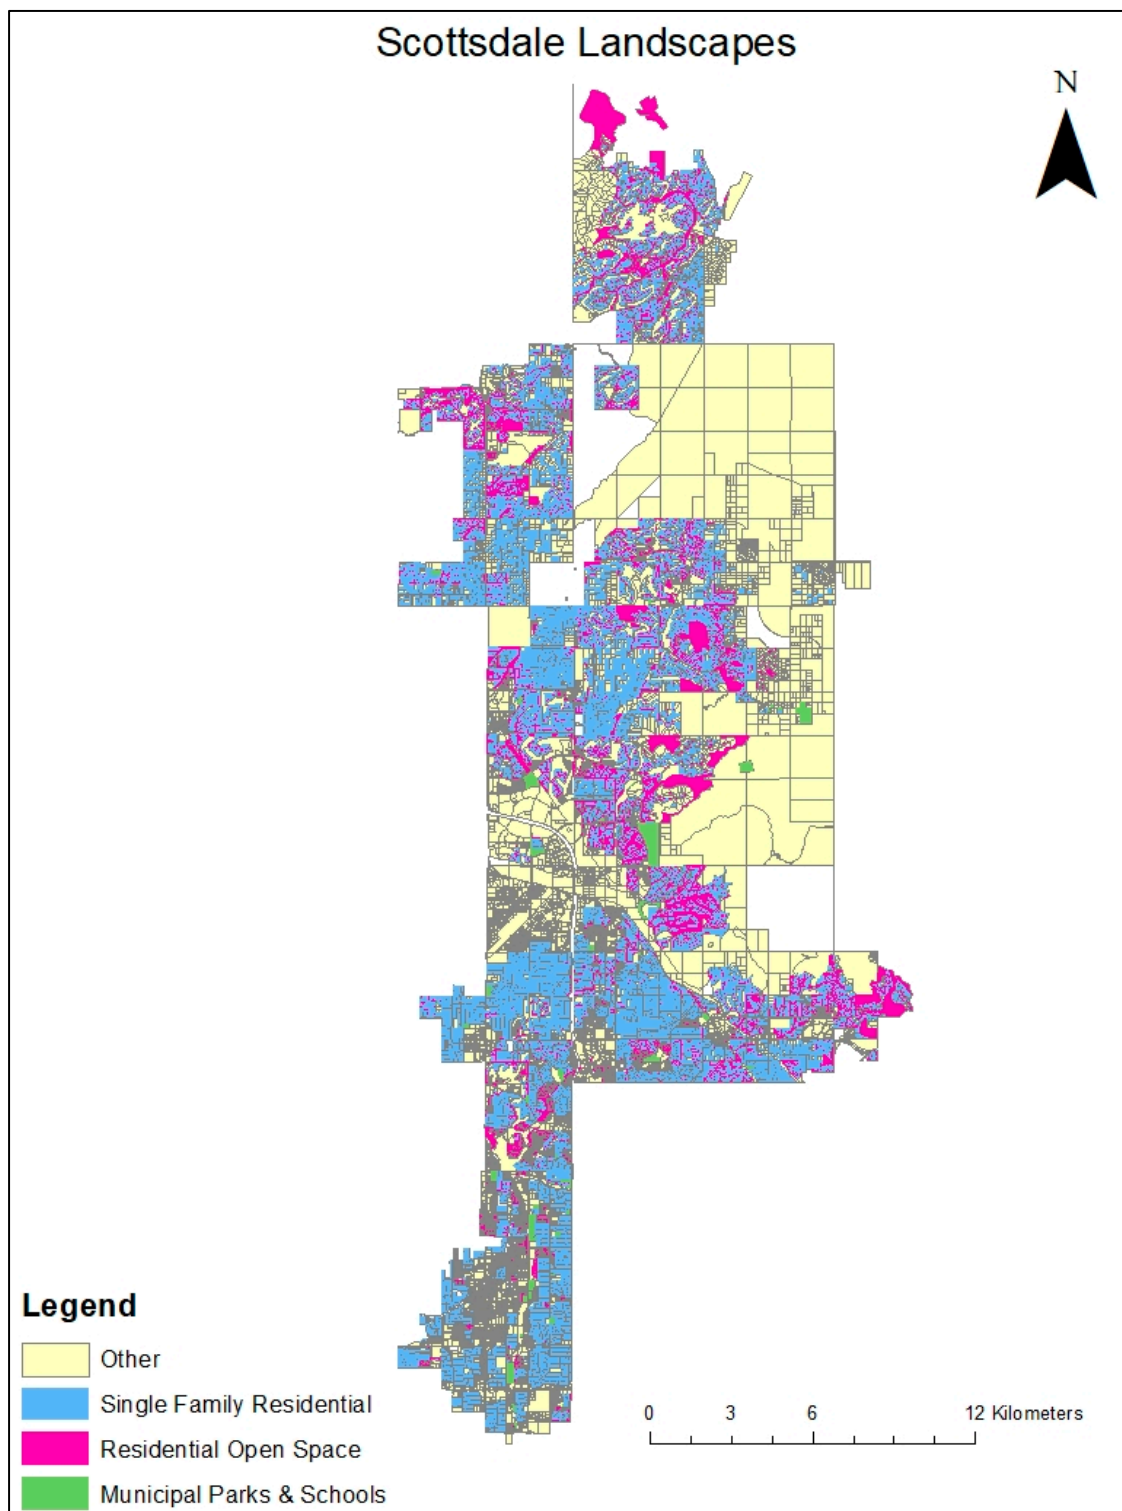 Scottsdale Landscapes
N
Legend
Other
Single Family Residential
Residential Open Space
Municipal Parks & Schools
0 3 6 12 Kilometers